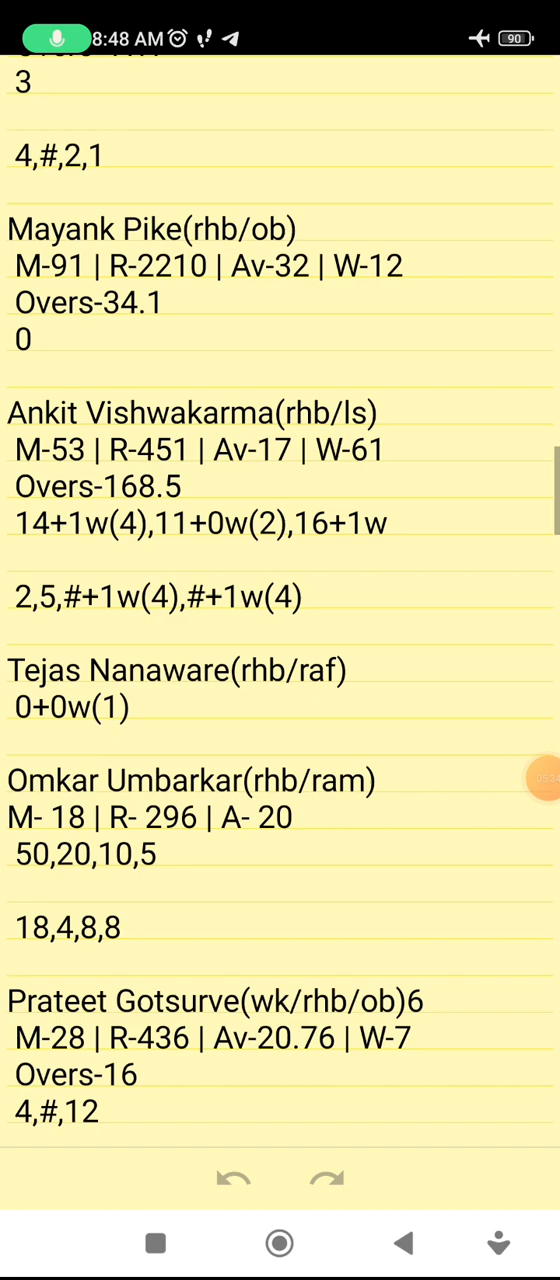 8:48 AM
90
3
4,#,2,1
Mayank Pike(rhb/ob)
M-91 | R-2210 | Av-32 | W-12
Overs-34.1
0
Ankit Vishwakarma(rhb/ls)
M-53 | R-451 | Av-17 | W-61
Overs-168.5
14+1w(4),11+0w(2),16+1w
2,5,#+1w(4),#+1w(4)
Tejas Nanaware(rhb/raf)
0+0w(1)
Omkar Umbarkar(rhb/ram)
M- 18 | R- 296 | A- 20
50,20,10,5
18,4,8,8
Prateet Gotsurve(wk/rhb/ob)6
M-28 | R-436 | Av-20.76 | W-7
Overs-16
4,#,12